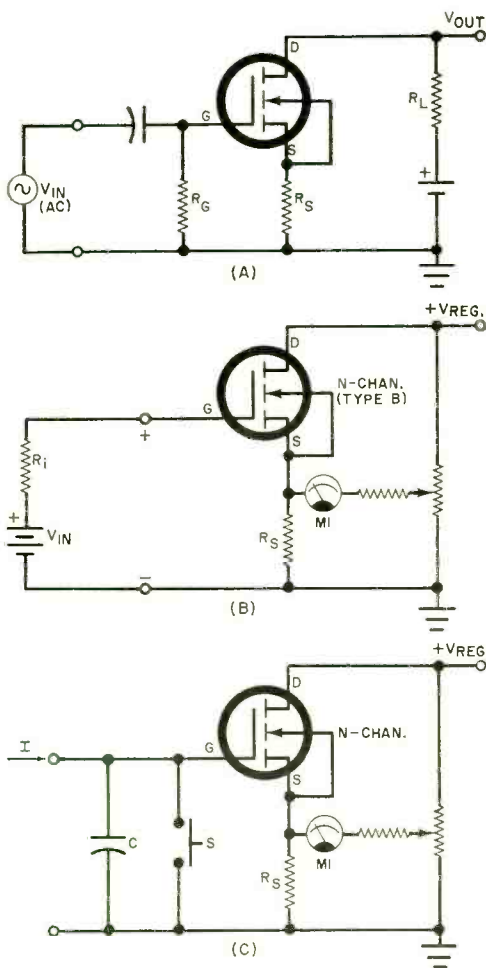 VOUT
D
G
S
RL
+
VIN
(AC)
RG
RS
(A)
+VREG.
D
N-CHAN.
(TYPE B)
G
+
S
Ri
+
VIN
MI
RS
−
(B)
+VREG
D
N-CHAN.
I
G
S
C
S
MI
RS
(C)